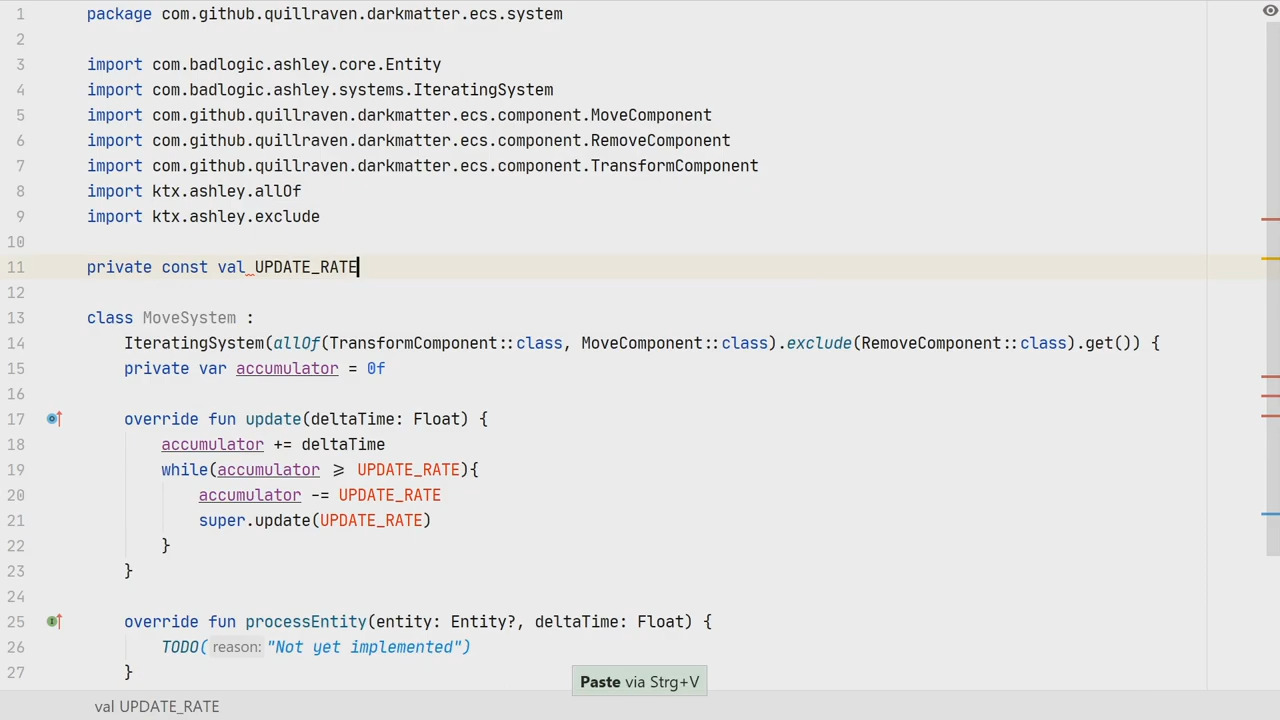 1 package com.github.quillraven.darkmatter.ecs.system
2
3 import com.badlogic.ashley.core.Entity
4 import com.badlogic.ashley.systems.IteratingSystem
5 import com.github.quillraven.darkmatter.ecs.component.MoveComponent
6 import com.github.quillraven.darkmatter.ecs.component.RemoveComponent
7 import com.github.quillraven.darkmatter.ecs.component.TransformComponent
8 import ktx.ashley.allOf
9 import ktx.ashley.exclude
10
11 private const val UPDATE_RATE
12
13 class MoveSystem :
14 IteratingSystem(allOf(TransformComponent::class, MoveComponent::class).exclude(RemoveComponent::class).get()) {
15 private var accumulator = 0f
16
17 override fun update(deltaTime: Float) {
18 accumulator += deltaTime
19 while(accumulator ⩾ UPDATE_RATE){
20 accumulator -= UPDATE_RATE
21 super.update(UPDATE_RATE)
22 }
23 }
24
25 override fun processEntity(entity: Entity?, deltaTime: Float) {
26 TODO( reason: "Not yet implemented")
27 }
Paste via Strg+V
val UPDATE_RATE